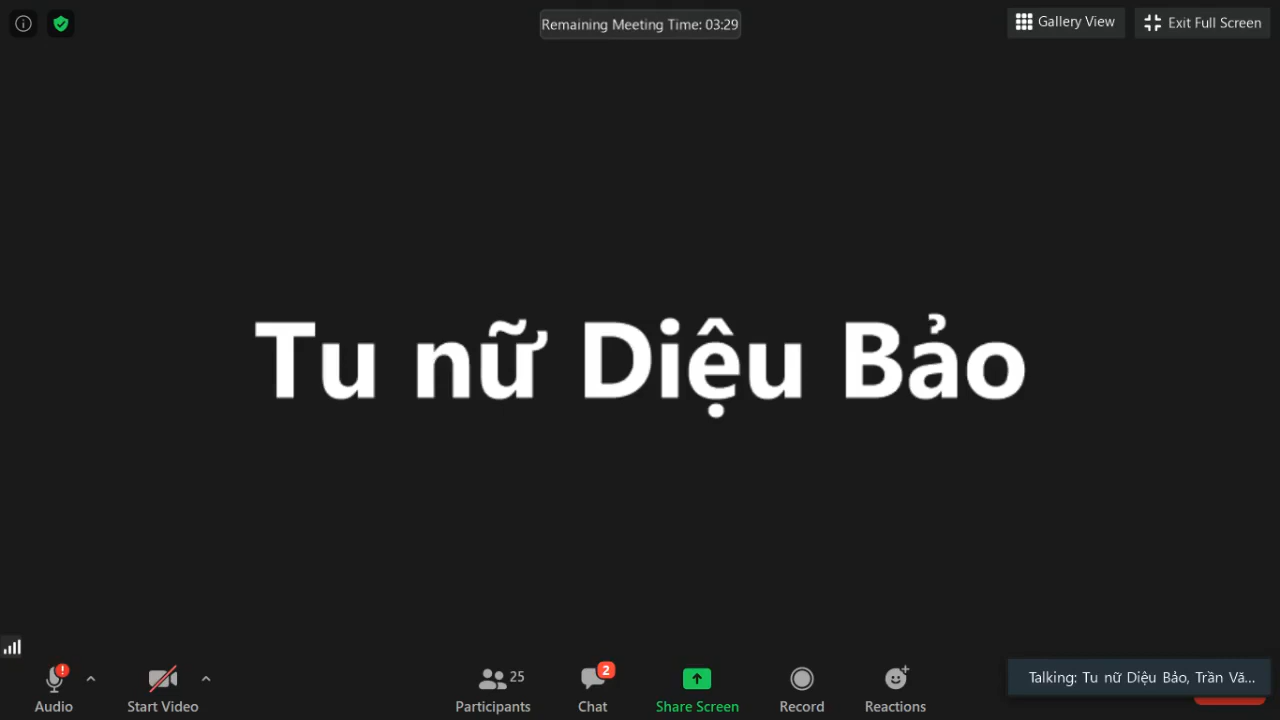 Remaining Meeting Time: 03:29
Gallery View
Exit Full Screen
Tu nữ Diệu Bảo
Talking: Tu nữ Diệu Bảo, Trần Vă...
Audio
Start Video
25
Participants
2
Chat
Share Screen
Record
Reactions